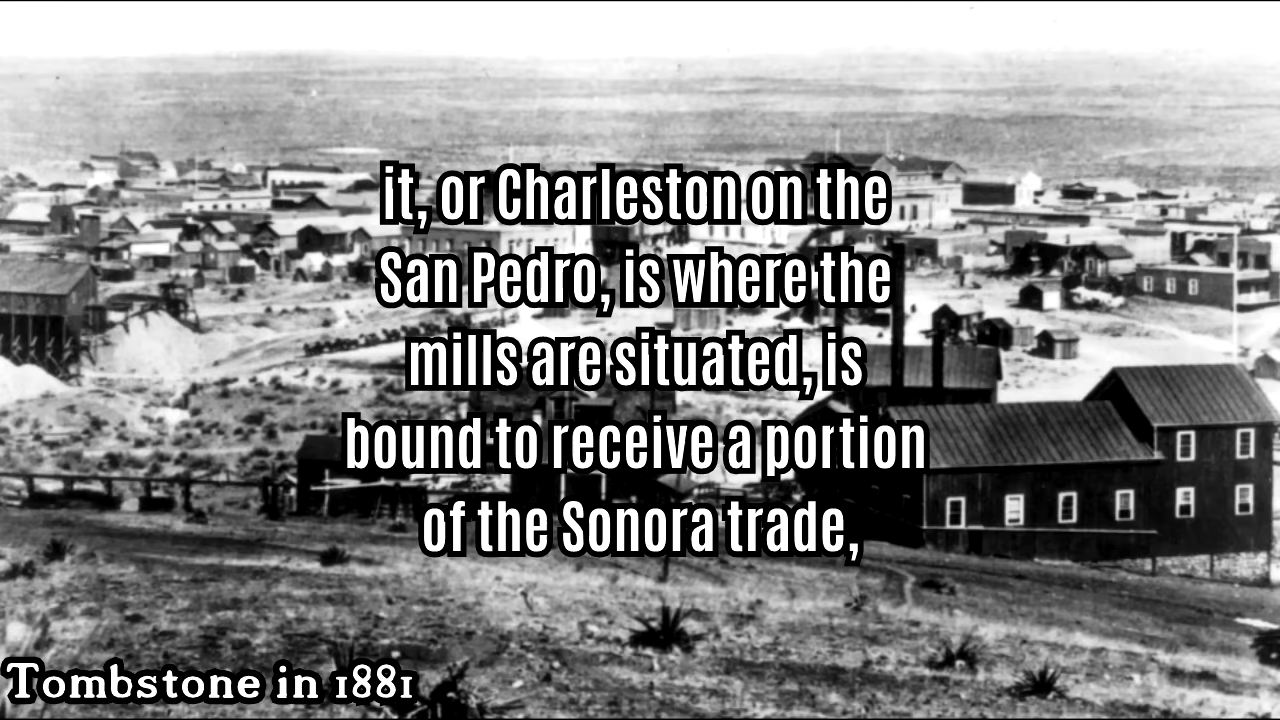 it, or Charleston on the
San Pedro, is where the
mills are situated, is
bound to receive a portion
of the Sonora trade,
Tombstone in 1881